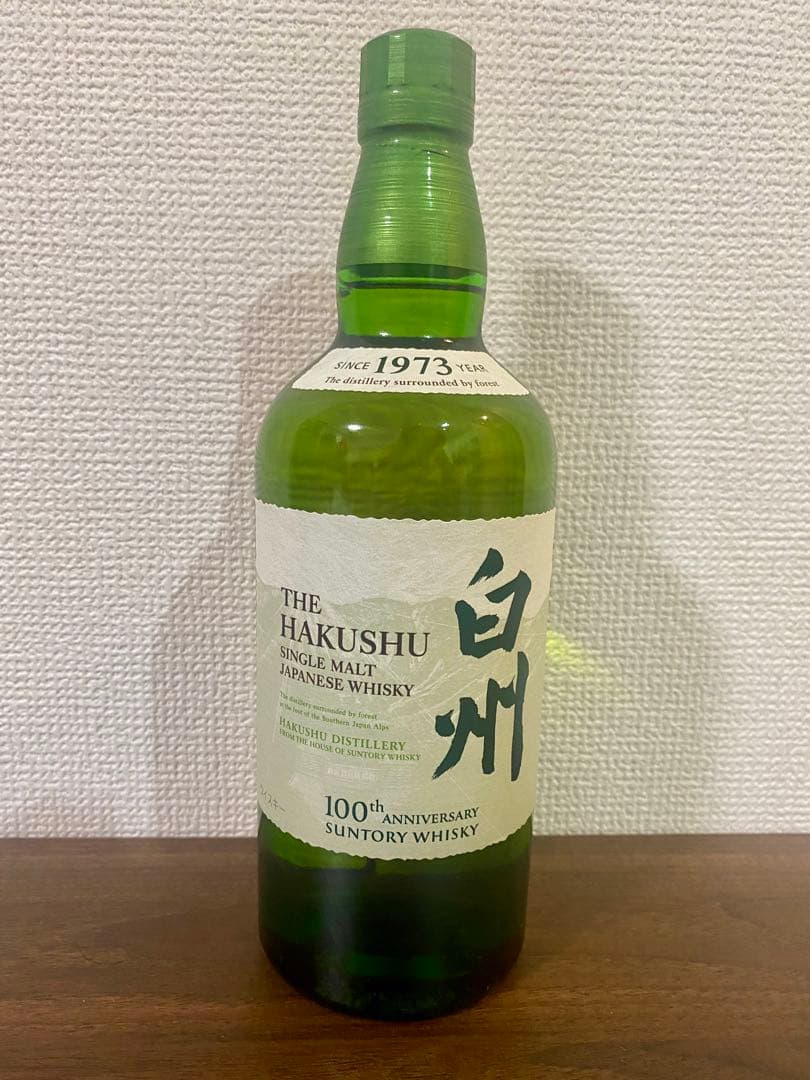 SINCE 1973 YEAR
The distillery surrounded by forest
THE
HAKUSHU
SINGLE MALT
JAPANESE WHISKY
白州
The distillery surrounded by forest
at the foot of the Southern Japan Alps
HAKUSHU DISTILLERY
FROM THE HOUSE OF SUNTORY WHISKY
100th ANNIVERSARY
SUNTORY WHISKY